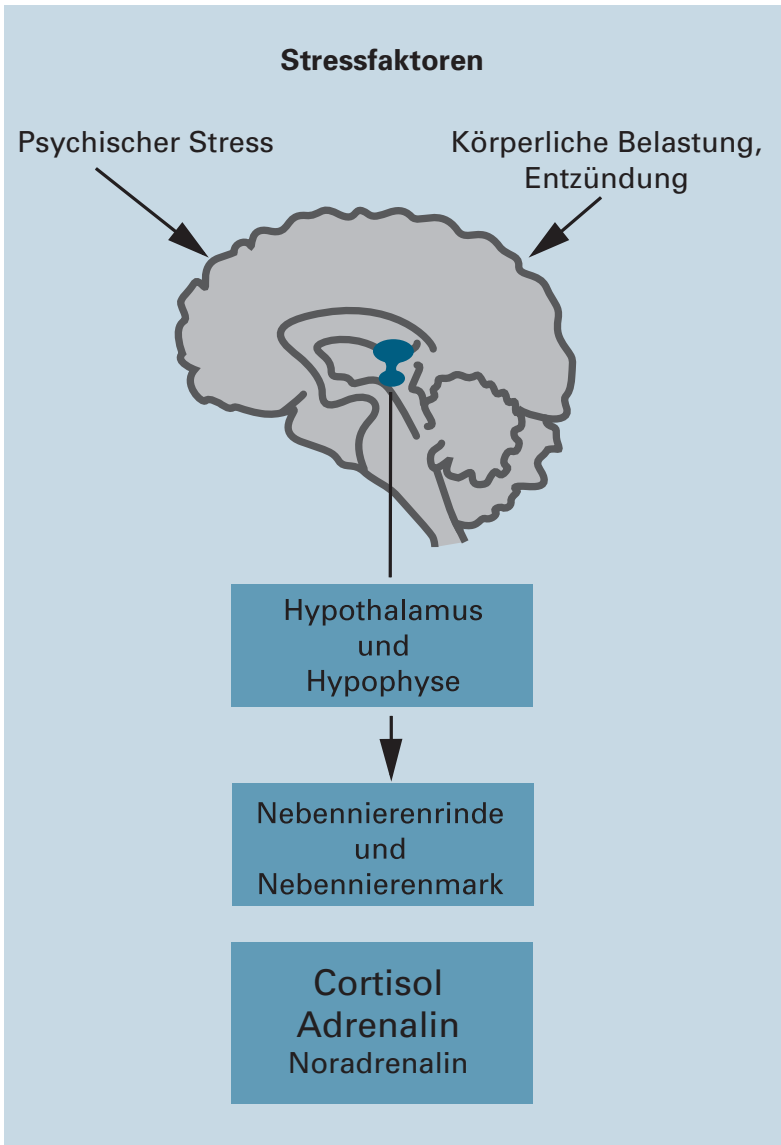 Stressfaktoren
Psychischer Stress
Körperliche Belastung,
Entzündung
Hypothalamus
und
Hypophyse
Nebennierenrinde
und
Nebennierenmark
Cortisol
Adrenalin
Noradrenalin